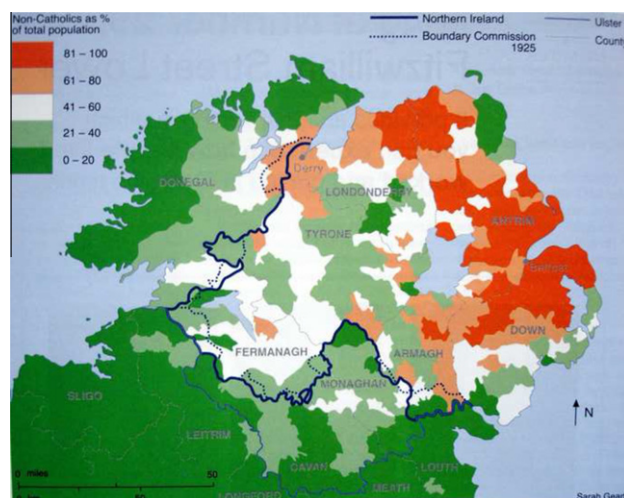 Non-Catholics as %
of total population
81 – 100
61 – 80
41 – 60
21 – 40
0 – 20
Northern Ireland
Boundary Commission
1925
Ulster
County
DONEGAL
Derry
LONDONDERRY
TYRONE
ANTRIM
Belfast
DOWN
FERMANAGH
ARMAGH
MONAGHAN
SLIGO
LEITRIM
CAVAN
LOUTH
LONGFORD
MEATH
N
0 miles 50
Sarah Gear